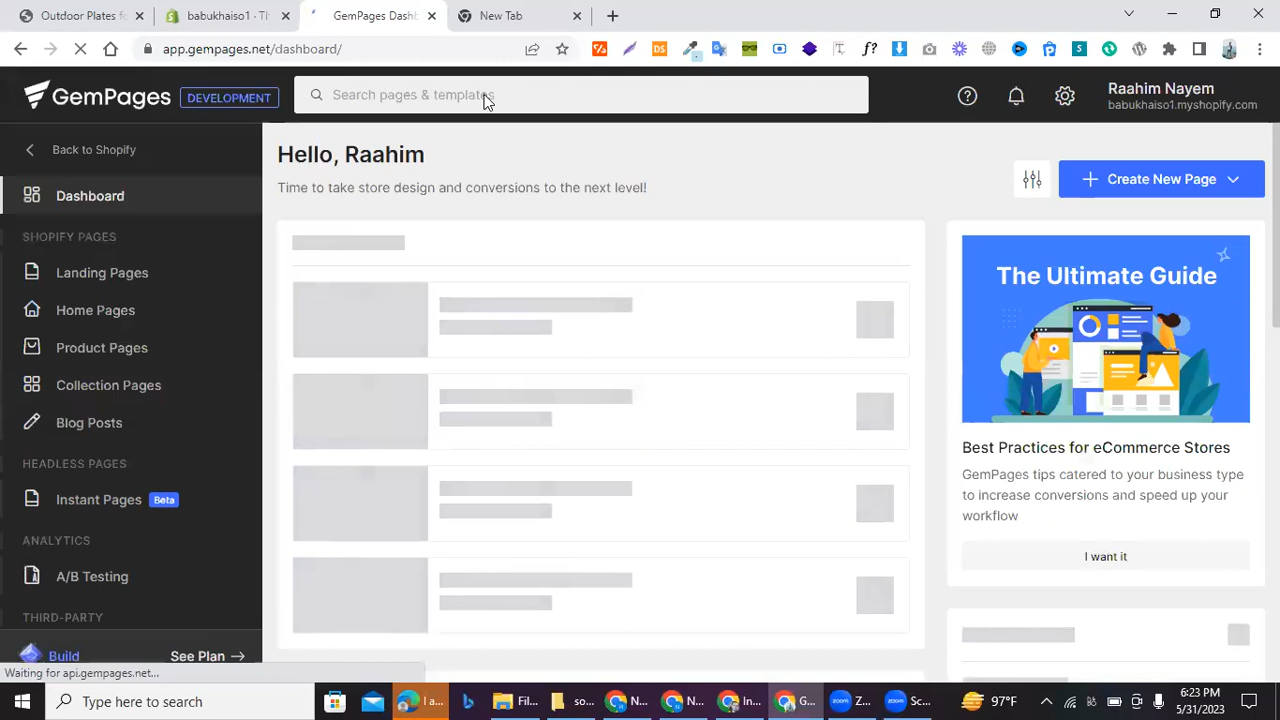 Outdoor Plates f
babukhaiso1 - Th
GemPages Dashb
New Tab
app.gempages.net/dashboard/
GemPages
DEVELOPMENT
Search pages & templates
Raahim Nayem
babukhaiso1.myshopify.com
Back to Shopify
Dashboard
SHOPIFY PAGES
Landing Pages
Home Pages
Product Pages
Collection Pages
Blog Posts
HEADLESS PAGES
Instant Pages Beta
ANALYTICS
A/B Testing
THIRD-PARTY
Build See Plan →
Waiting for api.gempages.net...
Hello, Raahim
Time to take store design and conversions to the next level!
Create New Page
The Ultimate Guide
Best Practices for eCommerce Stores
GemPages tips catered to your business type
to increase conversions and speed up your
workflow
I want it
Type here to search
I a...
Fil...
so...
N...
N...
In...
G...
Z...
Sc...
97°F
6:23 PM
5/31/2023